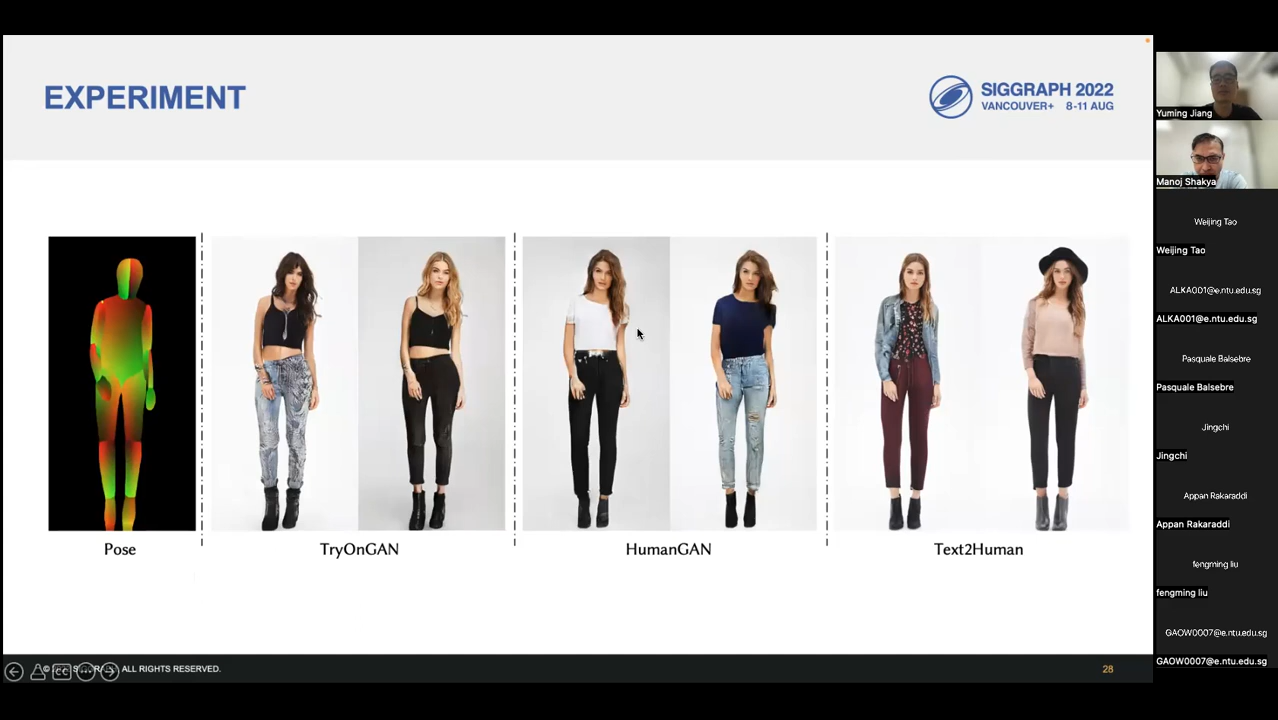 EXPERIMENT
SIGGRAPH 2022
VANCOUVER+ 8-11 AUG
Pose
TryOnGAN
HumanGAN
Text2Human
ALL RIGHTS RESERVED.
28
Yuming Jiang
Manoj Shakya
Weijing Tao
Weijing Tao
ALKA001@e.ntu.edu.sg
ALKA001@e.ntu.edu.sg
Pasquale Balsebre
Pasquale Balsebre
Jingchi
Jingchi
Appan Rakaraddi
Appan Rakaraddi
fengming liu
fengming liu
GAOW0007@e.ntu.edu.sg
GAOW0007@e.ntu.edu.sg